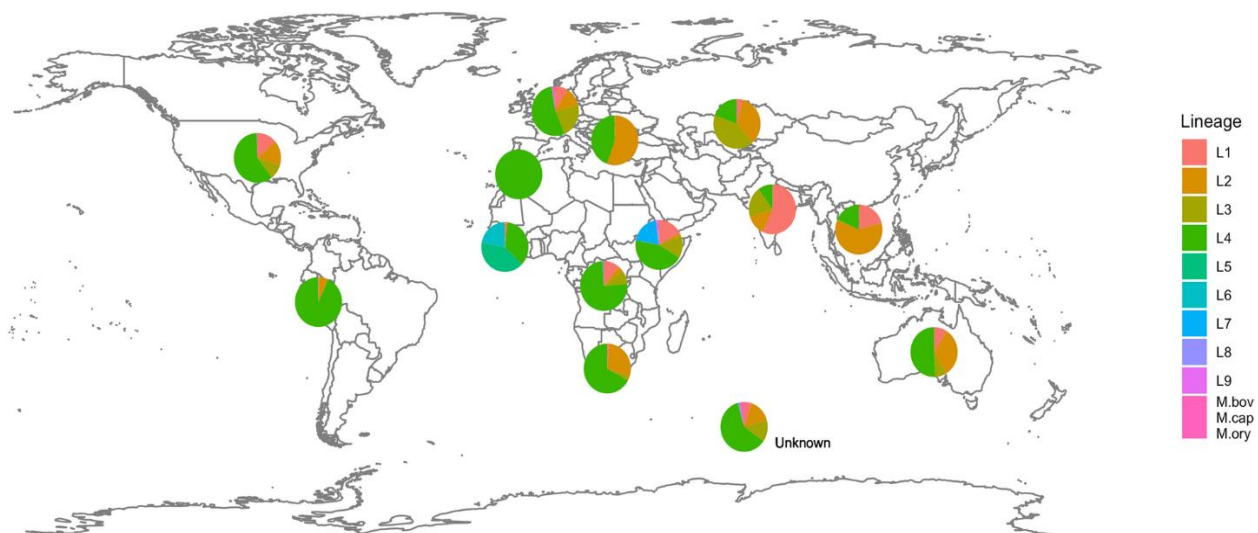 Lineage
L1
L2
L3
L4
L5
L6
L7
L8
L9
M.bov
M.cap
M.ory
Unknown